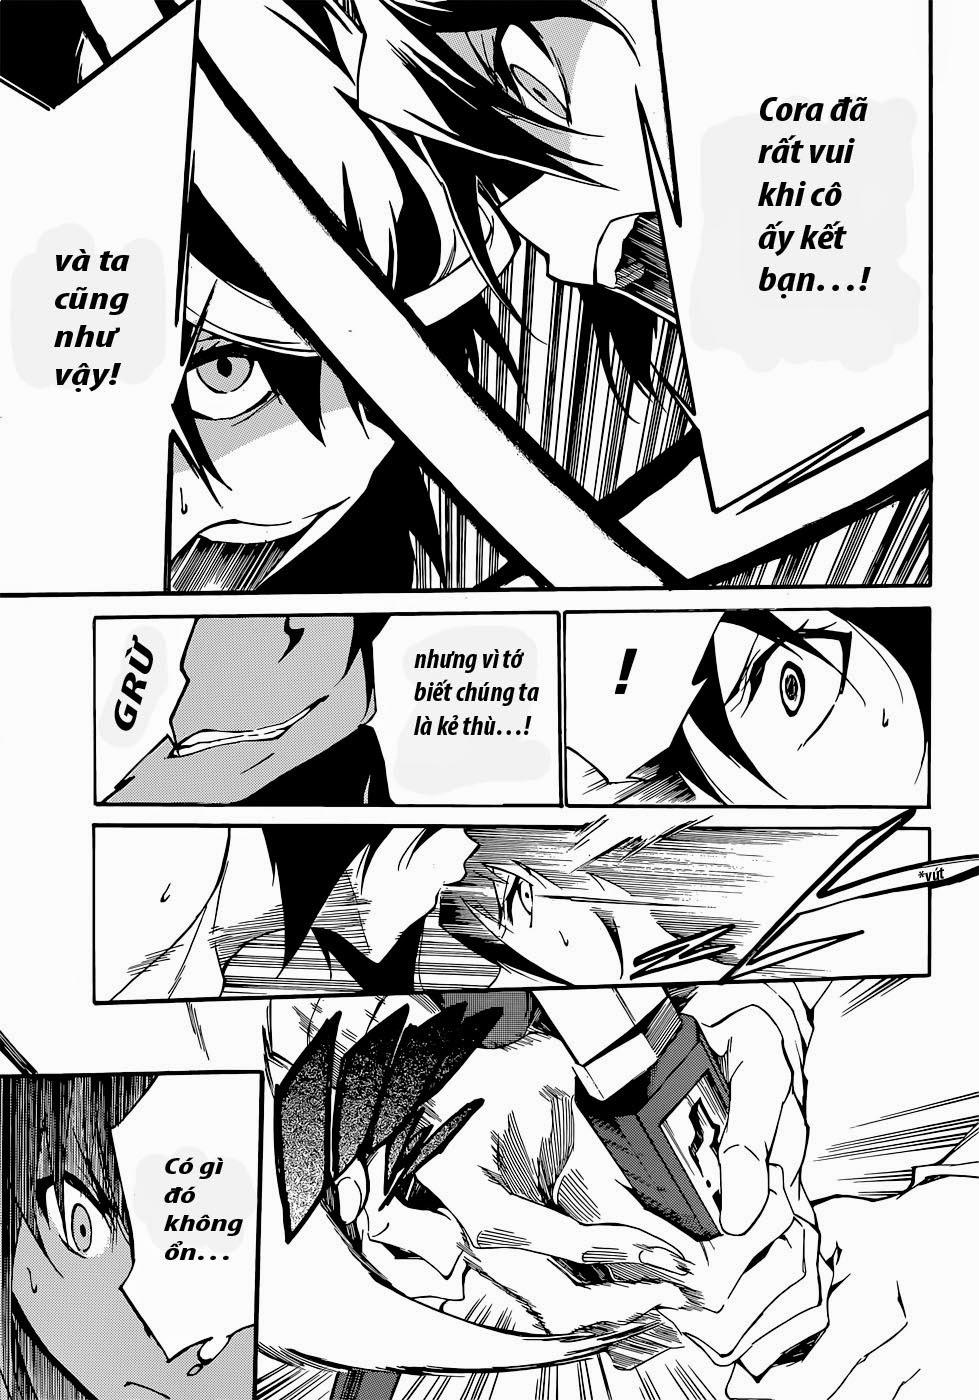 Cora đã
rất vui
khi cô
ấy kết
bạn...!
và ta
cũng
như
vậy!
!
nhưng vì tớ
biết chúng ta
là kẻ thù...!
GRỪ
*vút
Có gì
đó
không
ổn...